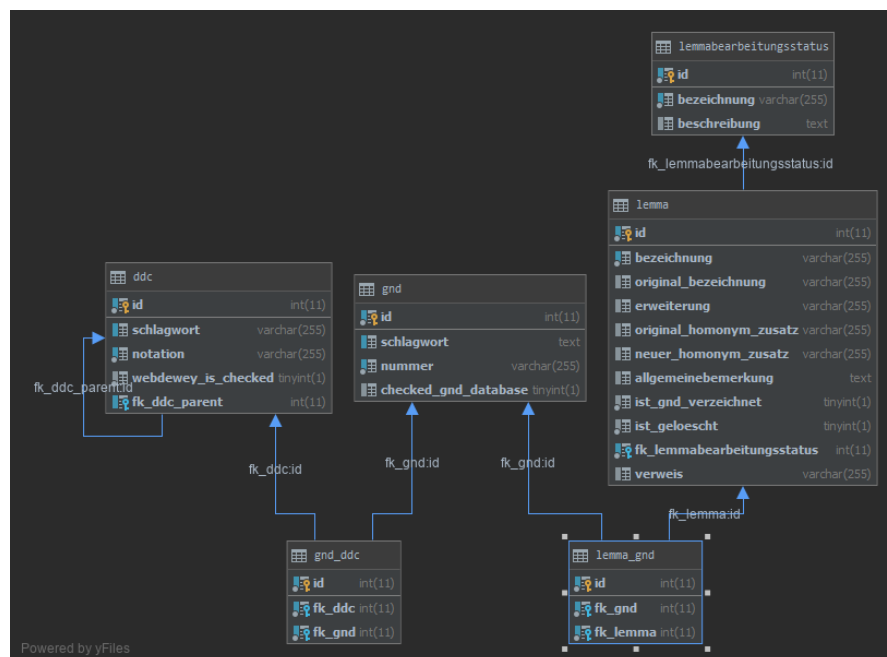 lemmabearbeitungsstatus
id int(11)
bezeichnung varchar(255)
beschreibung text
fk_lemmabearbeitungsstatus:id
lemma
id int(11)
bezeichnung varchar(255)
original_bezeichnung varchar(255)
erweiterung varchar(255)
original_homonym_zusatz varchar(255)
neuer_homonym_zusatz varchar(255)
allgemeinebemerkung text
ist_gnd_verzeichnet tinyint(1)
ist_geloescht tinyint(1)
fk_lemmabearbeitungsstatus int(11)
verweis varchar(255)
ddc
id int(11)
schlagwort varchar(255)
notation varchar(255)
webdewey_is_checked tinyint(1)
fk_ddc_parent int(11)
fk_ddc_parent:id
gnd
id int(11)
schlagwort text
nummer varchar(255)
checked_gnd_database tinyint(1)
fk_ddc:id
fk_gnd:id
fk_gnd:id
fk_lemma:id
gnd_ddc
id int(11)
fk_ddc int(11)
fk_gnd int(11)
lemma_gnd
id int(11)
fk_gnd int(11)
fk_lemma int(11)
Powered by yFiles